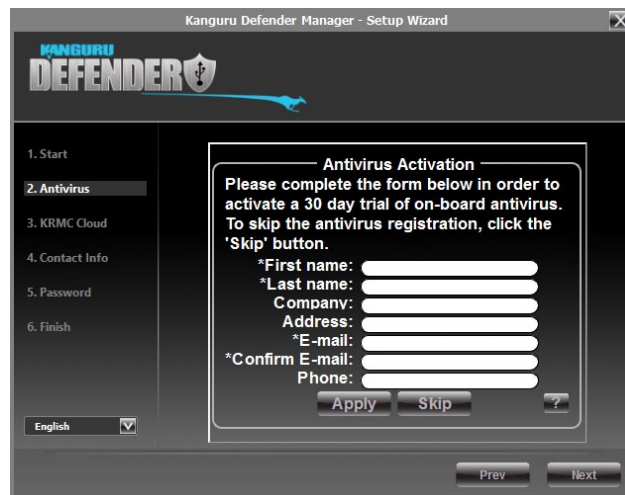 Kanguru Defender Manager - Setup Wizard
X
KANGURU
DEFENDER
1. Start
2. Antivirus
3. KRMC Cloud
4. Contact Info
5. Password
6. Finish
English
Antivirus Activation
Please complete the form below in order to
activate a 30 day trial of on-board antivirus.
To skip the antivirus registration, click the
'Skip' button.
*First name:
*Last name:
Company:
Address:
*E-mail:
*Confirm E-mail:
Phone:
Apply Skip ?
Prev Next